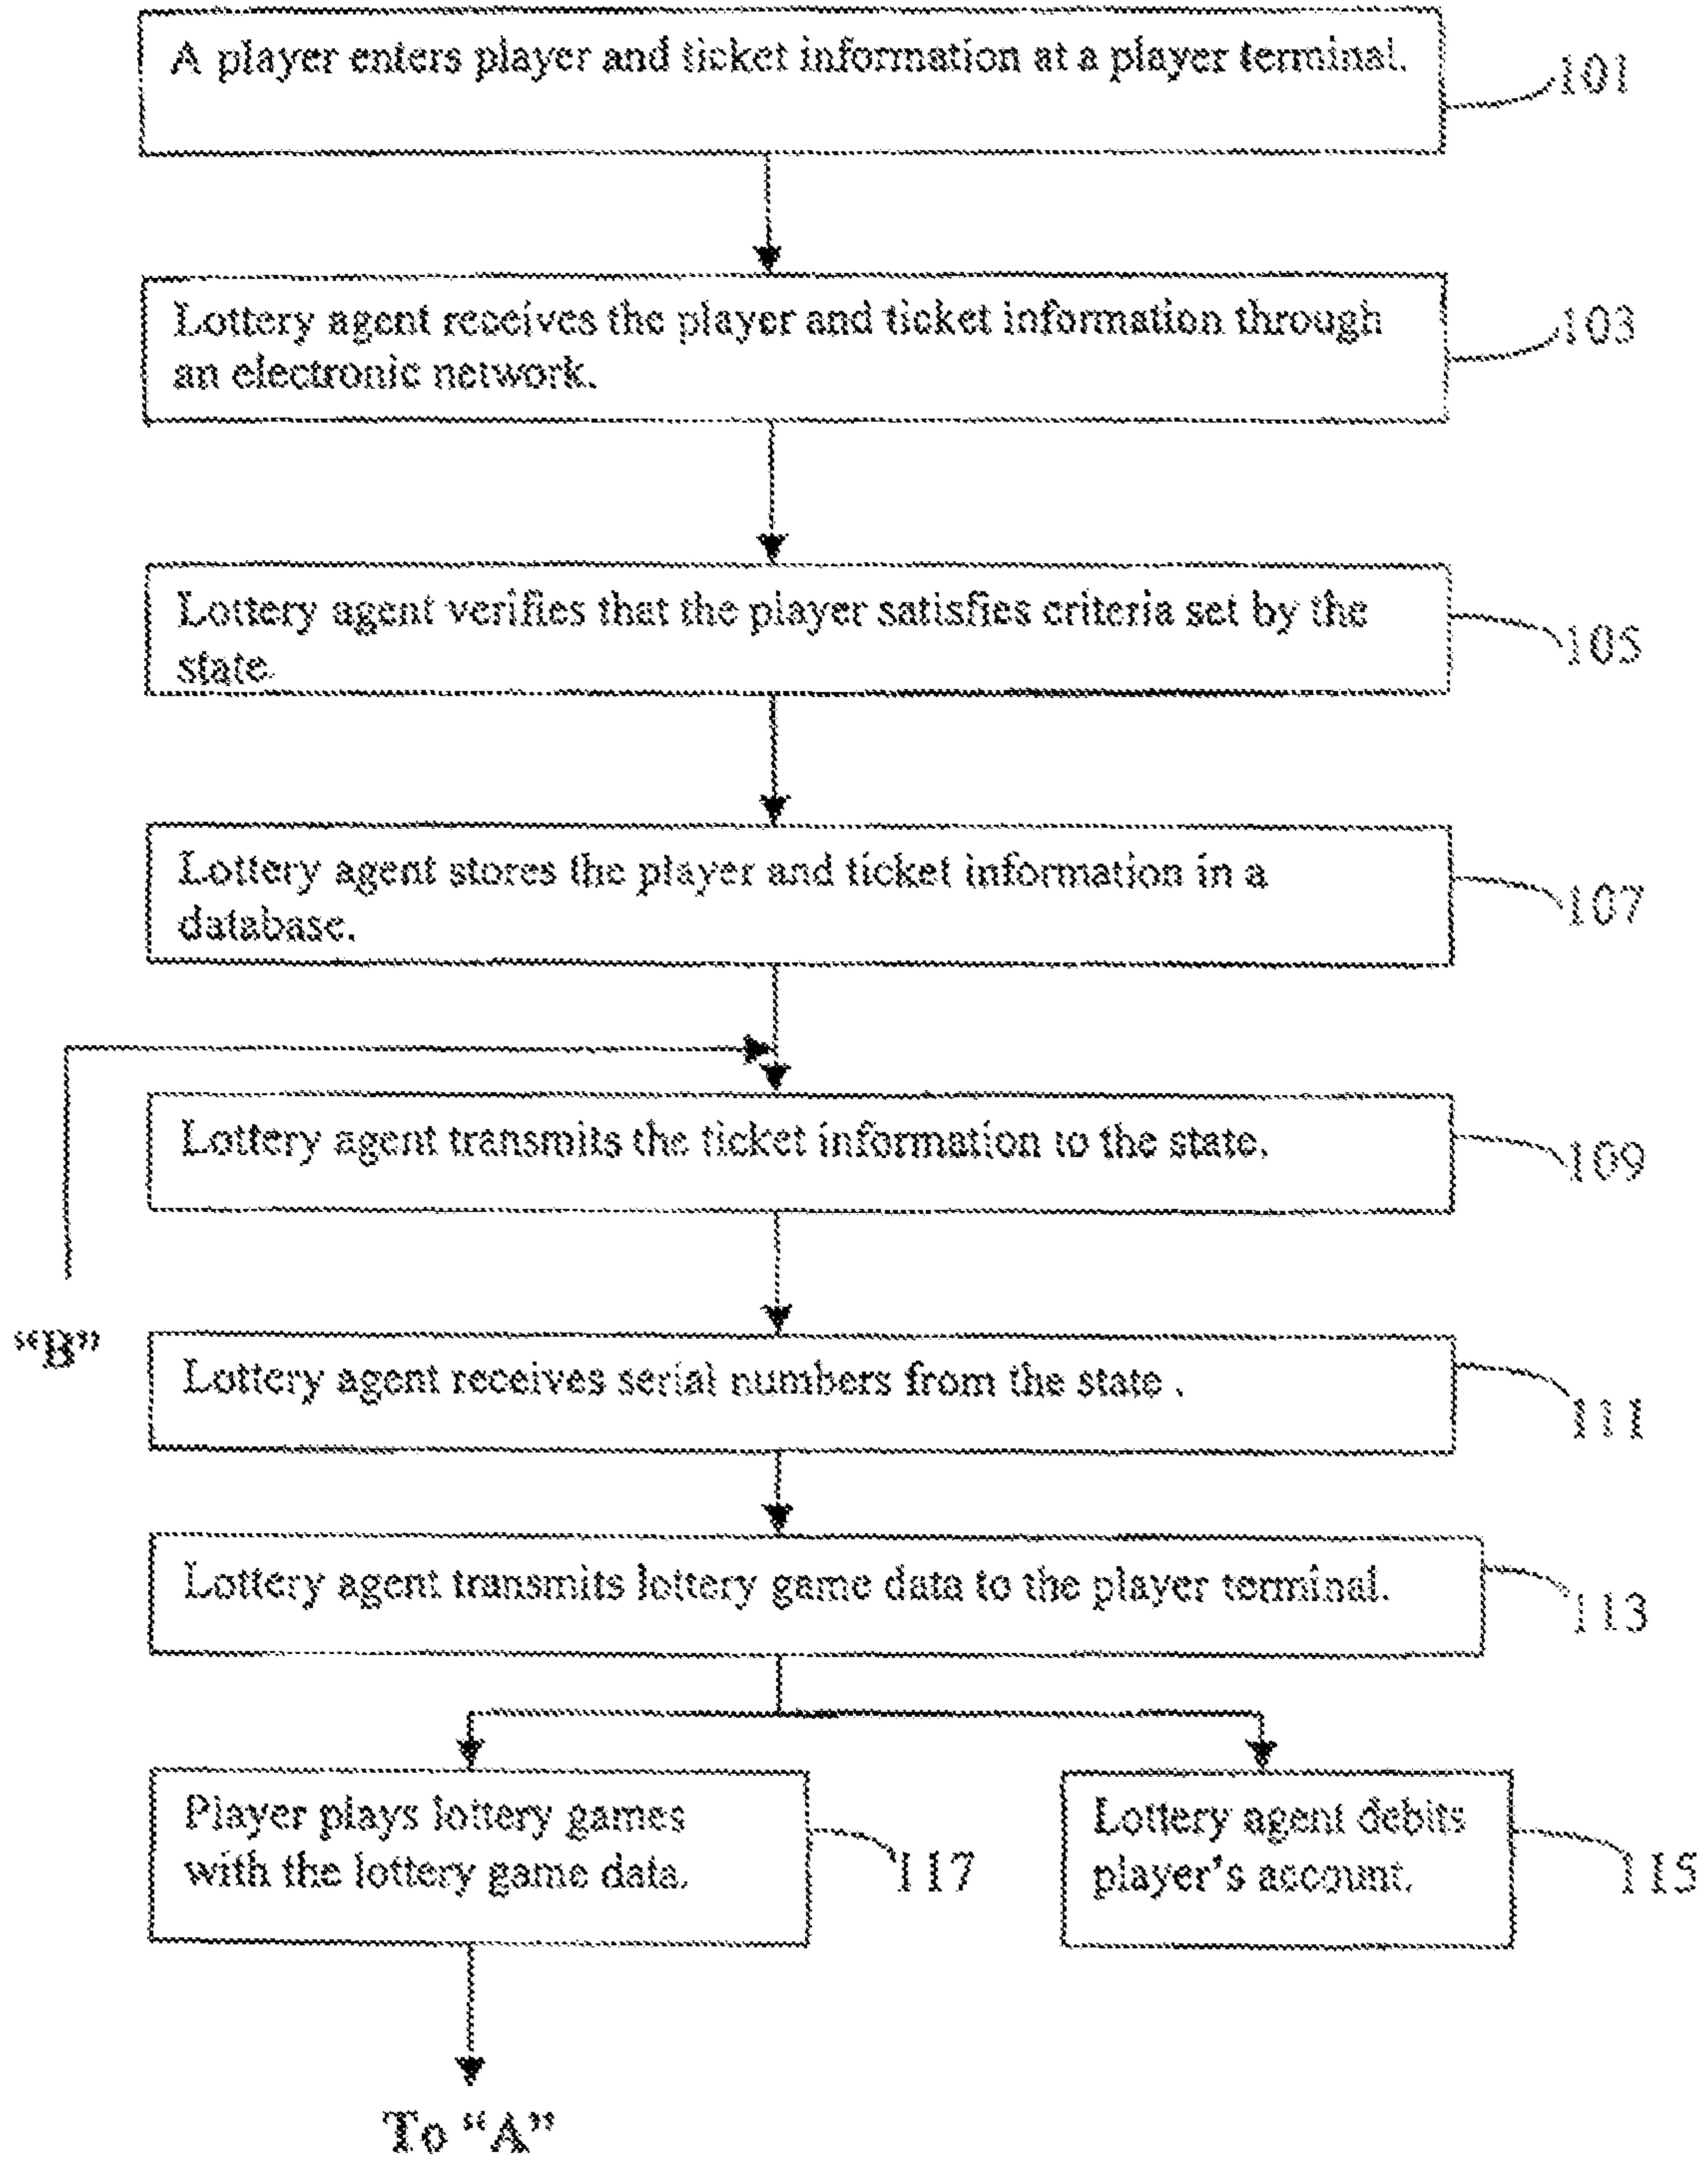 A player enters player and ticket information at a player terminal.
101
Lottery agent receives the player and ticket information through
an electronic network.
103
Lottery agent verifies that the player satisfies criteria set by the
state.
105
Lottery agent stores the player and ticket information in a
database.
107
Lottery agent transmits the ticket information to the state.
109
“B”
Lottery agent receives serial numbers from the state .
111
Lottery agent transmits lottery game data to the player terminal.
113
Player plays lottery games
with the lottery game data.
117
Lottery agent debits
player’s account.
115
To “A”